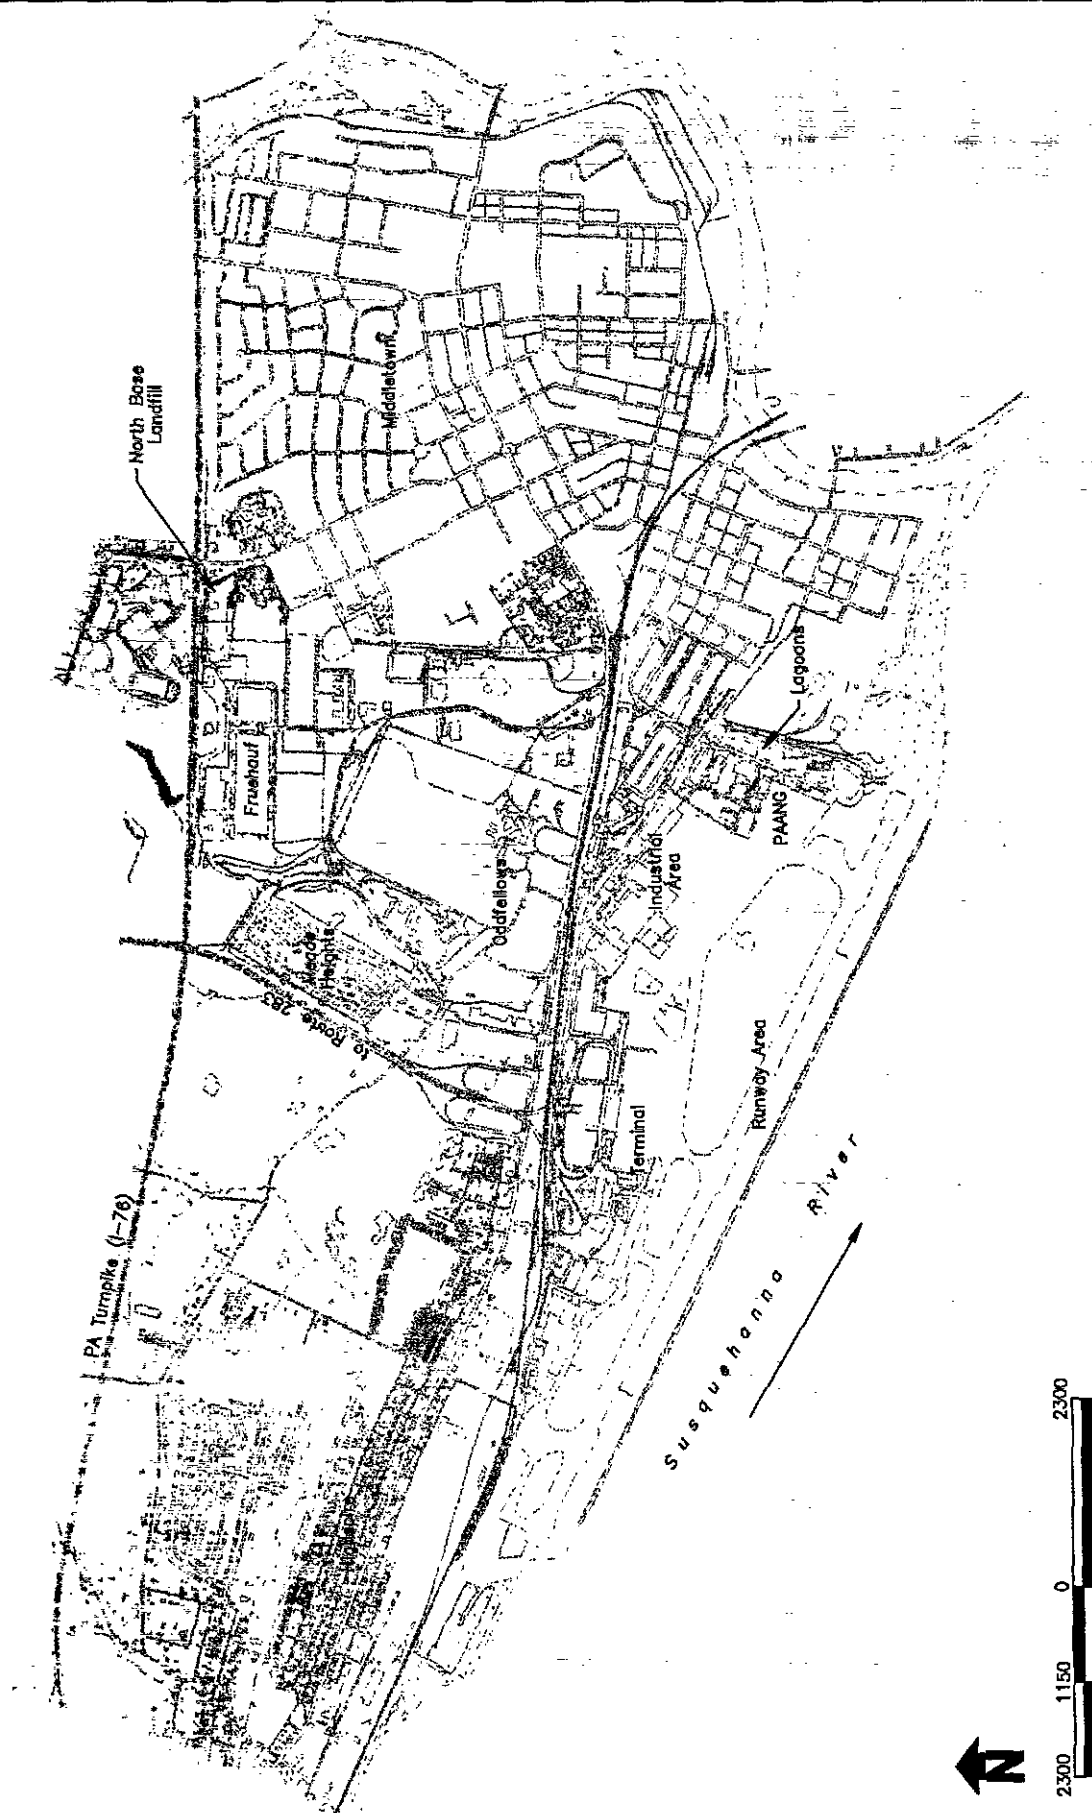 North Base
Landfill
Middletown
Fruehauf
Lagoons
PAANG
Industrial
Area
Oddfellows
Meade
Heights
to Route 283
PA Turnpike (I-76)
Terminal
Runway Area
Susquehanna River
Highspire
N
2300 1150 0 2300